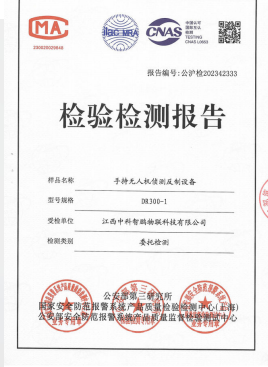 MA
230020029648
ilac-MRA
CNAS
中国认可
国际互认
检测
TESTING
CNAS L0653
报告编号:公沪检202342333
检验检测报告
样品名称 手持无人机侦测反制设备
型号规格 DR300-1
受检单位 江西中科智鹏物联科技有限公司
检测类别 委托检测
公安部第三研究所
国家安全防范报警系统产品质量检验检测中心(上海)
公安部安全防范报警系统产品质量监督检验测试中心